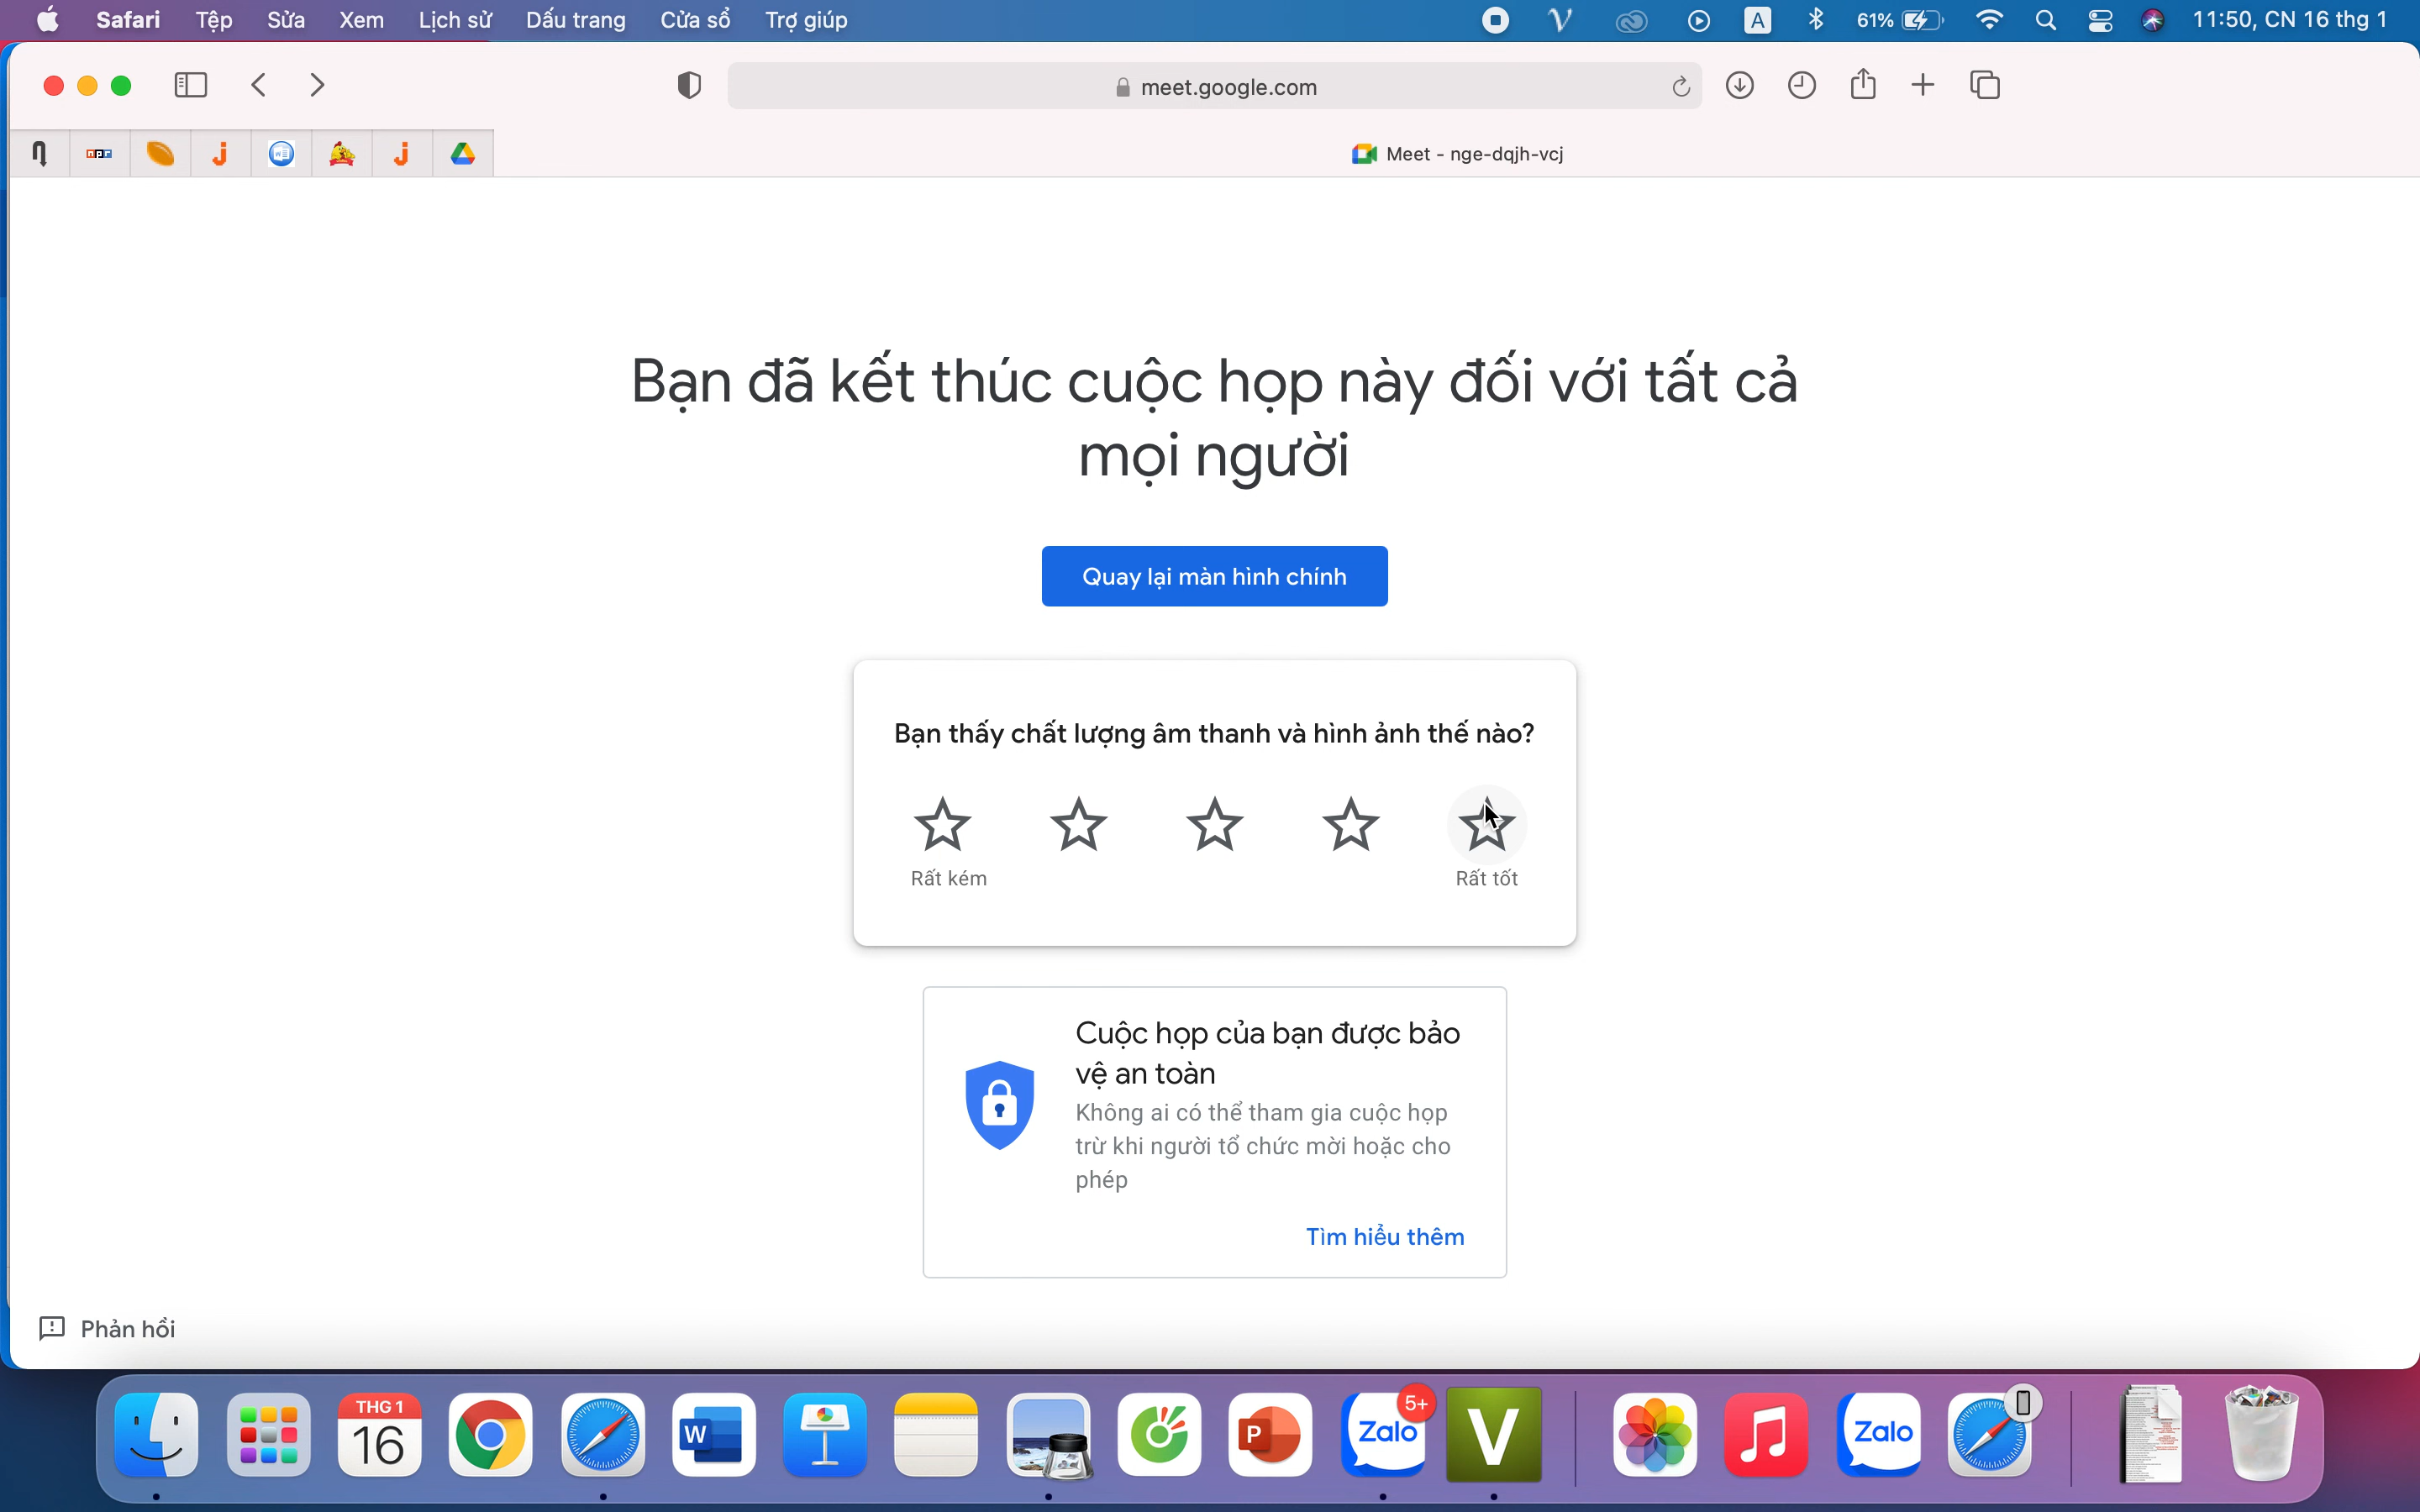 Safari Tệp Sửa Xem Lịch sử Dấu trang Cửa sổ Trợ giúp A 61% 11:50, CN 16 thg 1
meet.google.com
npr Meet - nge-dqjh-vcj
Bạn đã kết thúc cuộc họp này đối với tất cả
mọi người
Quay lại màn hình chính
Bạn thấy chất lượng âm thanh và hình ảnh thế nào?
Rất kém Rất tốt
Cuộc họp của bạn được bảo
vệ an toàn
Không ai có thể tham gia cuộc họp
trừ khi người tổ chức mời hoặc cho
phép
Tìm hiểu thêm
Phản hồi
THG 1
16 W P Zalo 5+ V Zalo